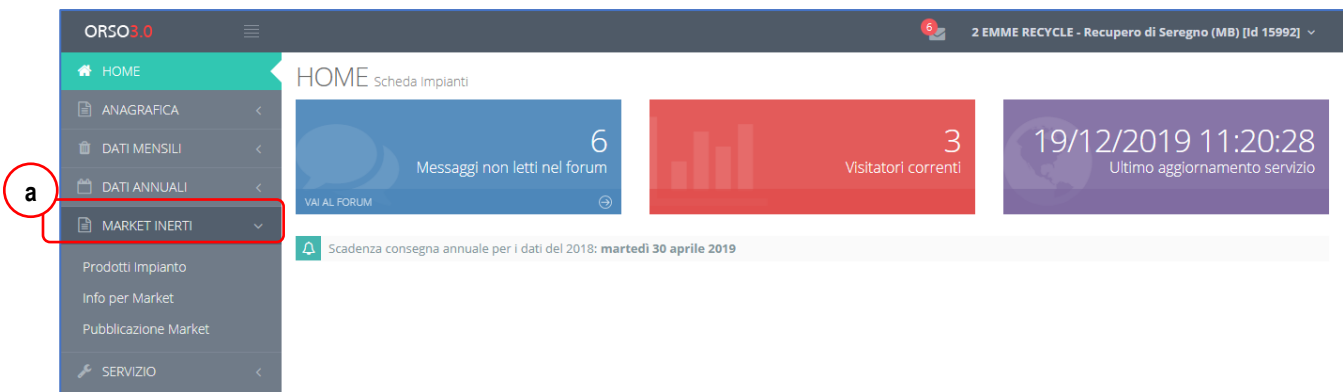 ORSO3.0
6
2 EMME RECYCLE - Recupero di Seregno (MB) [Id 15992]
HOME
ANAGRAFICA
DATI MENSILI
DATI ANNUALI
a
MARKET INERTI
Prodotti Impianto
Info per Market
Pubblicazione Market
SERVIZIO
HOME Scheda Impianti
6
Messaggi non letti nel forum
VAI AL FORUM
3
Visitatori correnti
19/12/2019 11:20:28
Ultimo aggiornamento servizio
Scadenza consegna annuale per i dati del 2018: martedì 30 aprile 2019